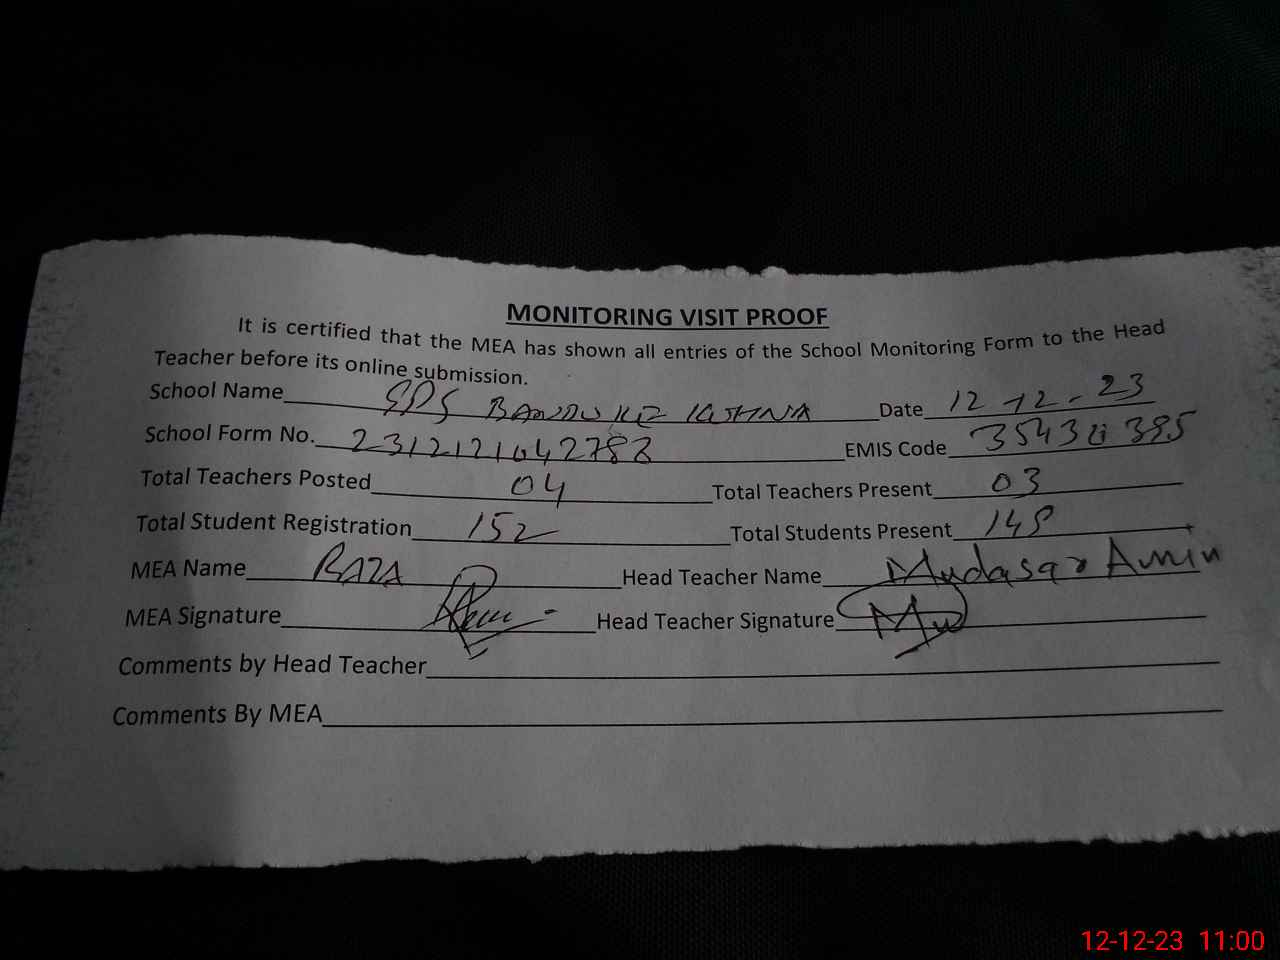 MONITORING VISIT PROOF
It is certified that the MEA has shown all entries of the School Monitoring Form to the Head
Teacher before its online submission.
School Name GPS Date 12-12-23
School Form No. EMIS Code
Total Teachers Posted 04 Total Teachers Present 03
Total Student Registration 152 Total Students Present
MEA Name RAZA Head Teacher Name Mudasar Amin
MEA Signature Head Teacher Signature
Comments by Head Teacher
Comments By MEA
12-12-23 11:00